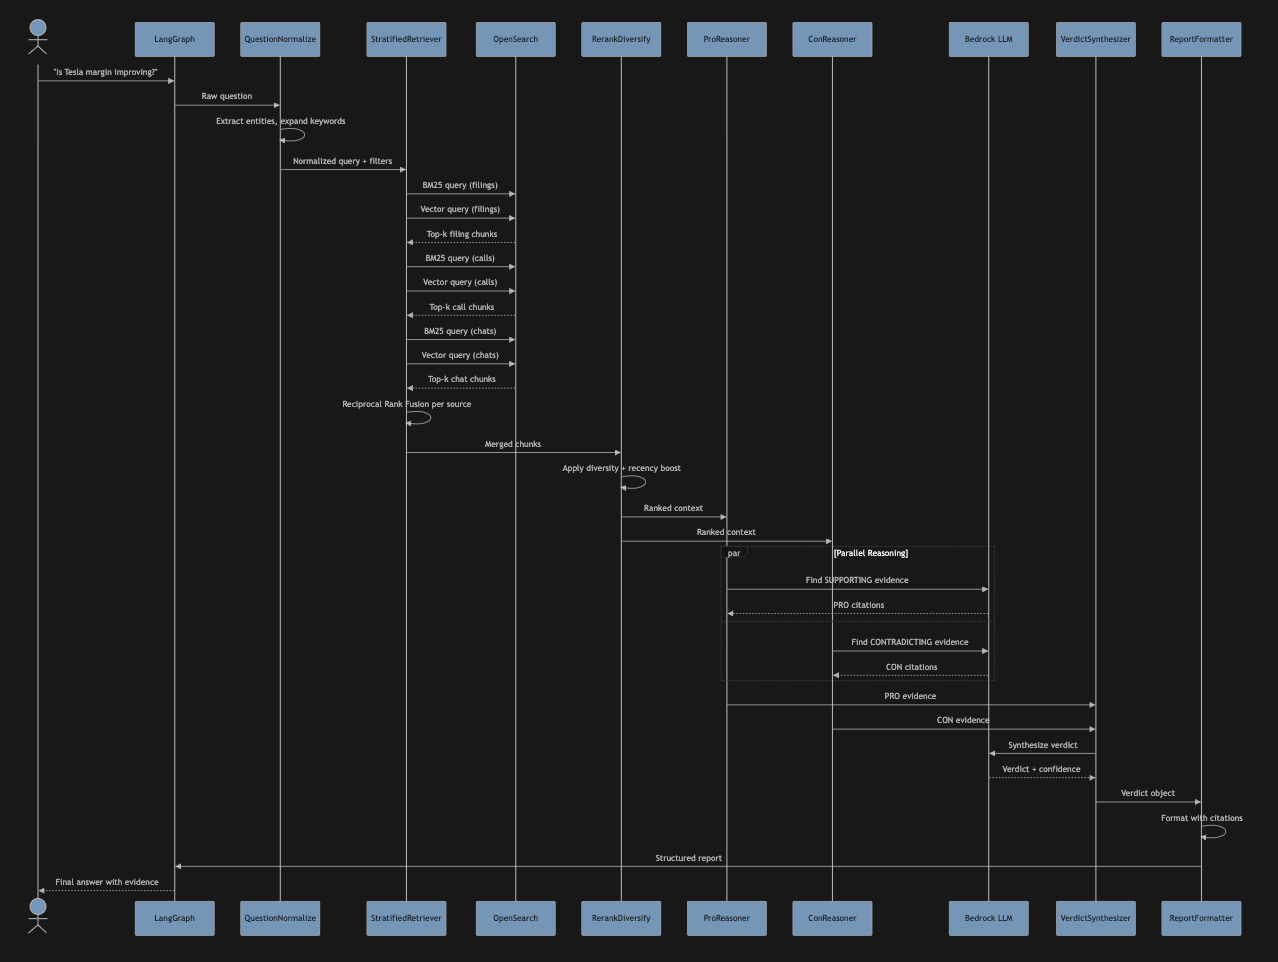 LangGraph
QuestionNormalize
StratifiedRetriever
OpenSearch
RerankDiversify
ProReasoner
ConReasoner
Bedrock LLM
VerdictSynthesizer
ReportFormatter
"Is Tesla margin improving?"
Raw question
Extract entities, expand keywords
Normalized query + filters
BM25 query (filings)
Vector query (filings)
Top-k filing chunks
BM25 query (calls)
Vector query (calls)
Top-k call chunks
BM25 query (chats)
Vector query (chats)
Top-k chat chunks
Reciprocal Rank Fusion per source
Merged chunks
Apply diversity + recency boost
Ranked context
Ranked context
par
[Parallel Reasoning]
Find SUPPORTING evidence
PRO citations
Find CONTRADICTING evidence
CON citations
PRO evidence
CON evidence
Synthesize verdict
Verdict + confidence
Verdict object
Format with citations
Structured report
Final answer with evidence
LangGraph
QuestionNormalize
StratifiedRetriever
OpenSearch
RerankDiversify
ProReasoner
ConReasoner
Bedrock LLM
VerdictSynthesizer
ReportFormatter